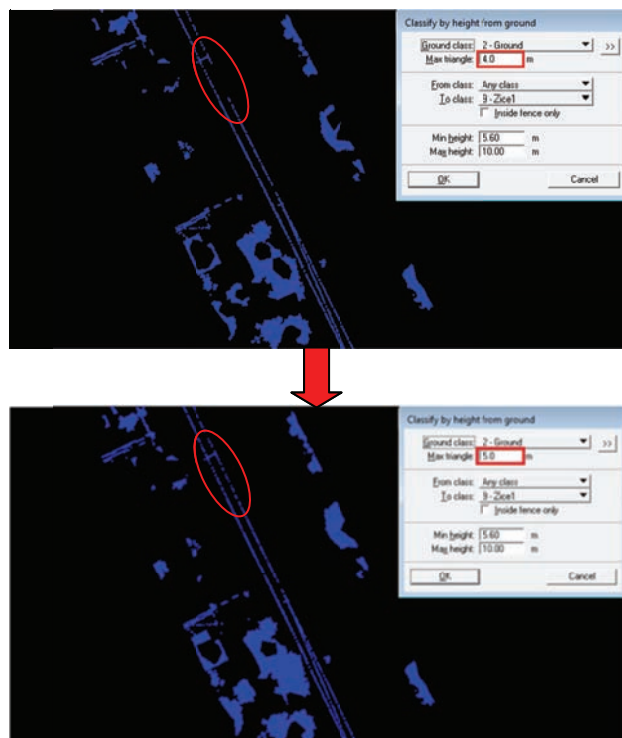 Classify by height from ground
Ground class: 2 - Ground >>
Max triangle: 4.0 m
From class: Any class
To class: 9 - Zice1
Inside fence only
Min height: 5.60 m
Max height: 10.00 m
OK Cancel
Classify by height from ground
Ground class: 2 - Ground >>
Max triangle: 5.0 m
From class: Any class
To class: 9 - Zice1
Inside fence only
Min height: 5.60 m
Max height: 10.00 m
OK Cancel